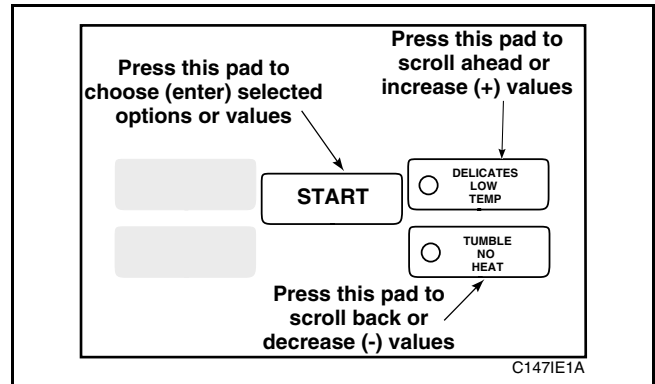 Press this pad to
choose (enter) selected
options or values
Press this pad to
scroll ahead or
increase (+) values
START
DELICATES
LOW
TEMP
TUMBLE
NO
HEAT
Press this pad to
scroll back or
decrease (-) values
C147IE1A